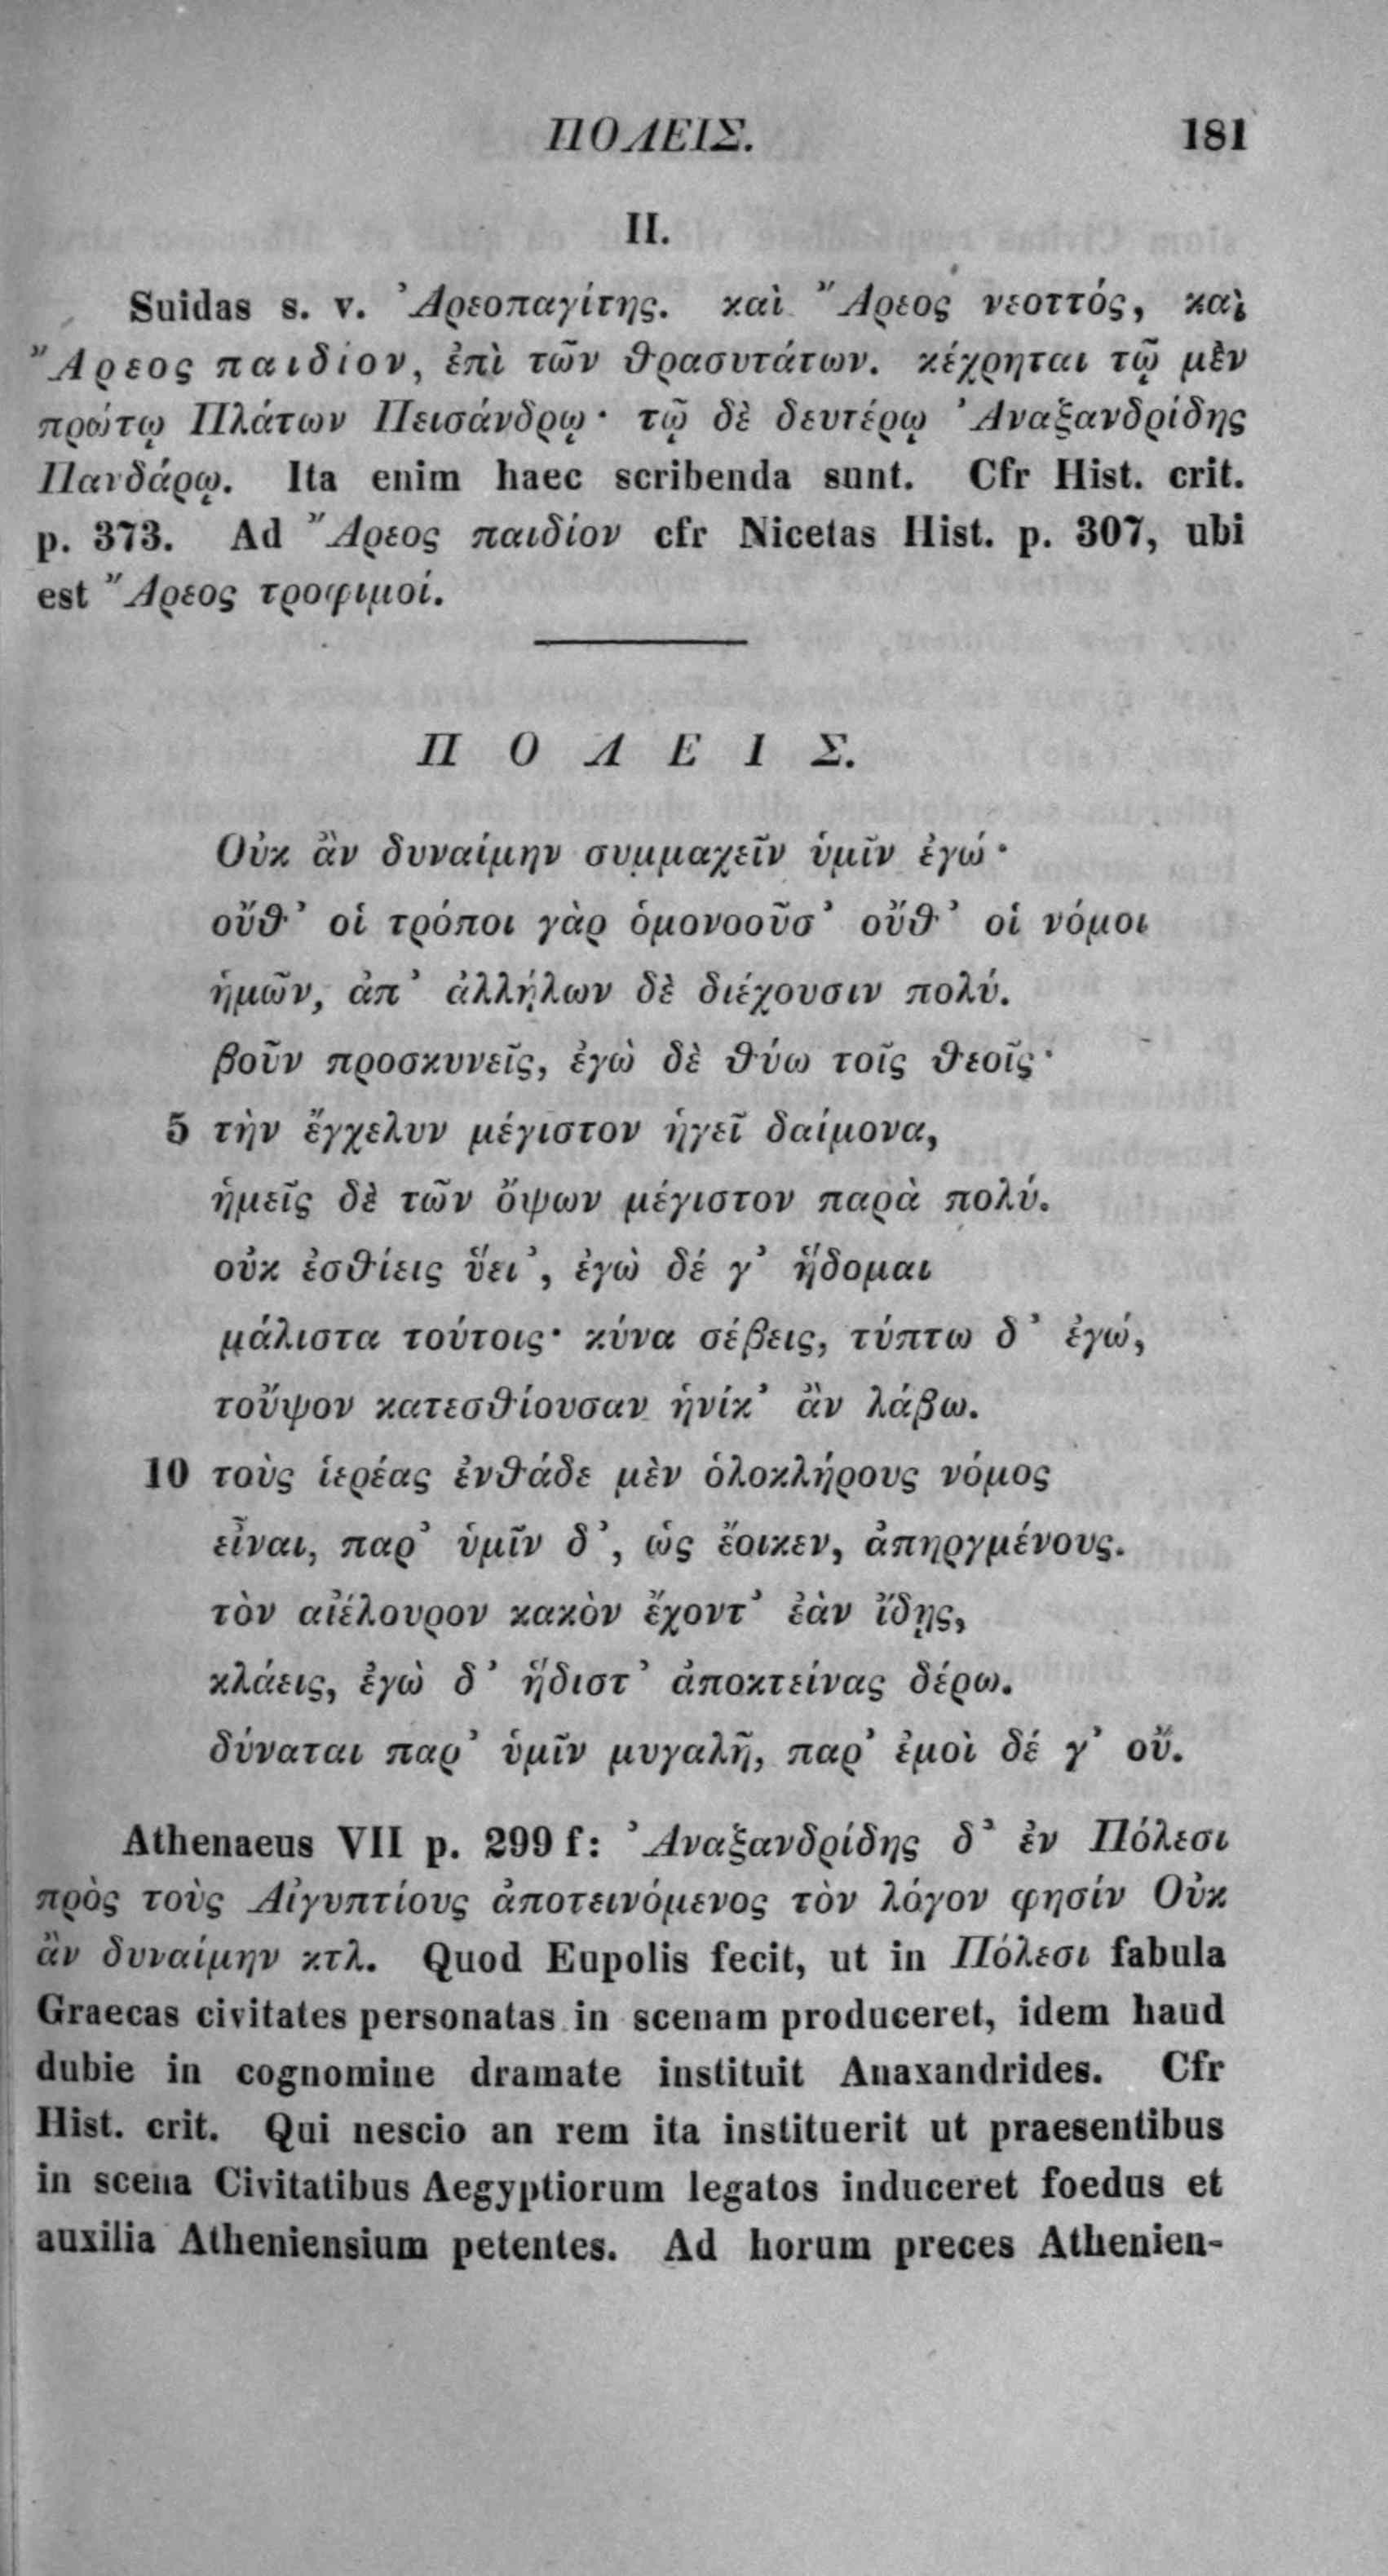 ΠΟΛΕΙΣ. 181
II.
Suidas s. v. Ἀρεοπαγίτης. καὶ Ἄρεος νεοττός, καὶ
Ἄρεος παιδίον, ἐπὶ τῶν θρασυτάτων. κέχρηται τῷ μὲν
πρώτῳ Πλάτων Πεισάνδρῳ· τῷ δὲ δευτέρῳ Ἀναξανδρίδης
Πανδάρῳ. Ita enim haec scribenda sunt. Cfr Hist. crit.
p. 373. Ad Ἄρεος παιδίον cfr Nicetas Hist. p. 307, ubi
est Ἄρεος τροφιμοί.
ΠΟΛΕΙΣ.
Οὐκ ἂν δυναίμην συμμαχεῖν ὑμῖν ἐγώ·
οὔθ’ οἱ τρόποι γὰρ ὁμονοοῦσ’ οὔθ’ οἱ νόμοι
ἡμῶν, ἀπ’ ἀλλήλων δὲ διέχουσιν πολύ.
βοῦν προσκυνεῖς, ἐγὼ δὲ θύω τοῖς θεοῖς·
5 τὴν ἔγχελυν μέγιστον ἡγεῖ δαίμονα,
ἡμεῖς δὲ τῶν ὄψων μέγιστον παρὰ πολύ.
οὐκ ἐσθίεις ὕει’, ἐγὼ δέ γ’ ἥδομαι
μάλιστα τούτοις· κύνα σέβεις, τύπτω δ’ ἐγώ,
τοὔψον κατεσθίουσαν ἡνίκ’ ἂν λάβω.
10 τοὺς ἱερέας ἐνθάδε μὲν ὁλοκλήρους νόμος
εἶναι, παρ’ ὑμῖν δ’, ὡς ἔοικεν, ἀπηργμένους.
τὸν αἰέλουρον κακὸν ἔχοντ’ ἐὰν ἴδῃς,
κλάεις, ἐγὼ δ’ ἥδιστ’ ἀποκτείνας δέρω.
δύναται παρ’ ὑμῖν μυγαλῆ, παρ’ ἐμοὶ δέ γ’ οὔ.
Athenaeus VII p. 299 f: Ἀναξανδρίδης δ’ ἐν Πόλεσι
πρὸς τοὺς Αἰγυπτίους ἀποτεινόμενος τὸν λόγον φησίν Οὐκ
ἂν δυναίμην κτλ. Quod Eupolis fecit, ut in Πόλεσι fabula
Graecas civitates personatas in scenam produceret, idem haud
dubie in cognomine dramate instituit Anaxandrides. Cfr
Hist. crit. Qui nescio an rem ita instituerit ut praesentibus
in scena Civitatibus Aegyptiorum legatos induceret foedus et
auxilia Atheniensium petentes. Ad horum preces Athenien-